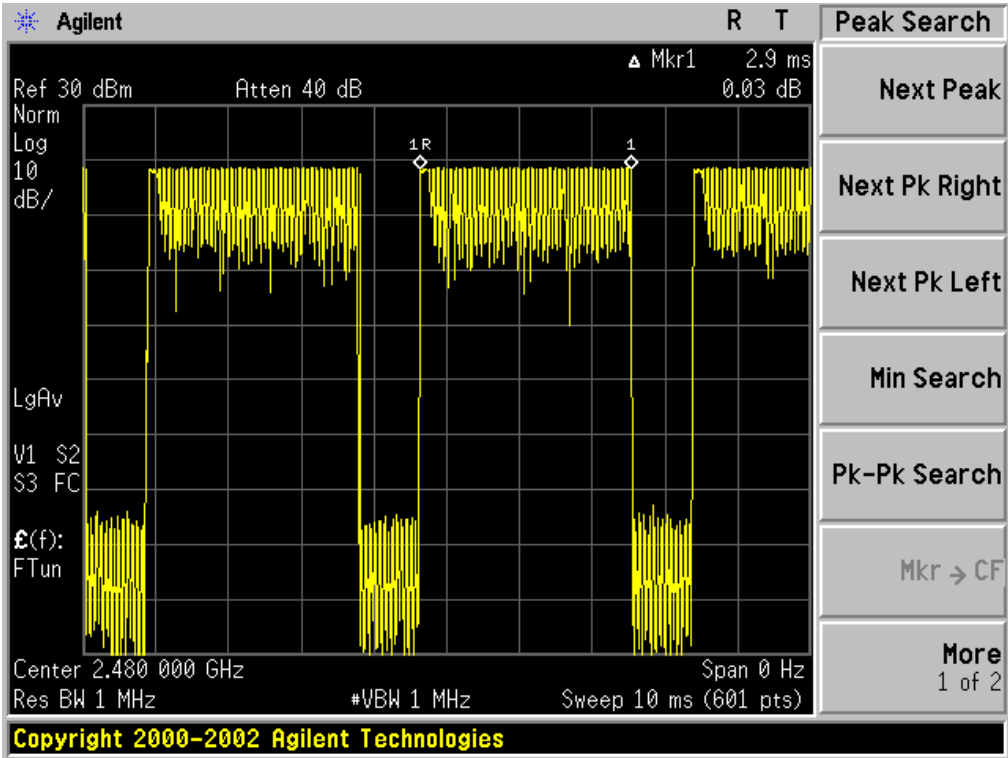 Agilent R T
Peak Search
Δ Mkr1 2.9 ms
Ref 30 dBm Atten 40 dB 0.03 dB
Norm
Log
10
dB/
1R
1
LgAv
V1 S2
S3 FC
£(f):
FTun
Center 2.480 000 GHz Span 0 Hz
Res BW 1 MHz #VBW 1 MHz Sweep 10 ms (601 pts)
Copyright 2000-2002 Agilent Technologies
Next Peak
Next Pk Right
Next Pk Left
Min Search
Pk-Pk Search
Mkr → CF
More
1 of 2